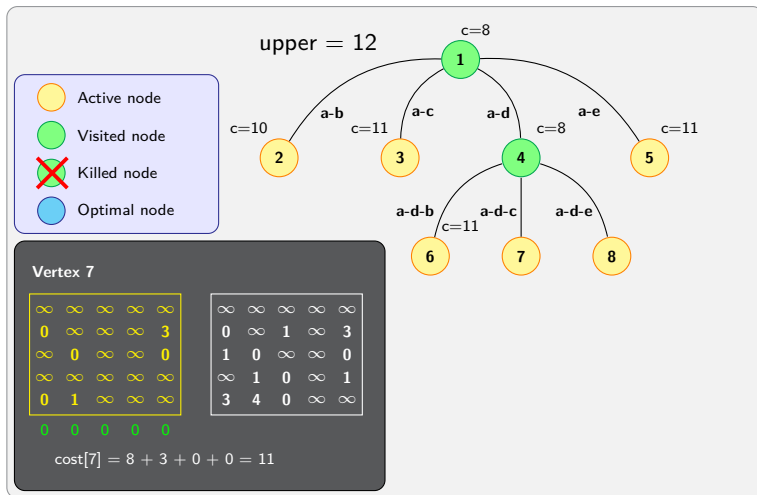 c=8
upper = 12
1
Active node
Visited node
Killed node
Optimal node
a-b
a-c
a-d
a-e
c=10
c=11
c=8
c=11
2
3
4
5
a-d-b
a-d-c
a-d-e
c=11
6
7
8
Vertex 7
∞ ∞ ∞ ∞ ∞
0 ∞ ∞ ∞ 3
∞ 0 ∞ ∞ 0
∞ ∞ ∞ ∞ ∞
0 1 ∞ ∞ ∞
0 0 0 0 0
∞ ∞ ∞ ∞ ∞
0 ∞ 1 ∞ 3
1 0 ∞ ∞ 0
∞ 1 0 ∞ 1
3 4 0 ∞ ∞
cost[7] = 8 + 3 + 0 + 0 = 11